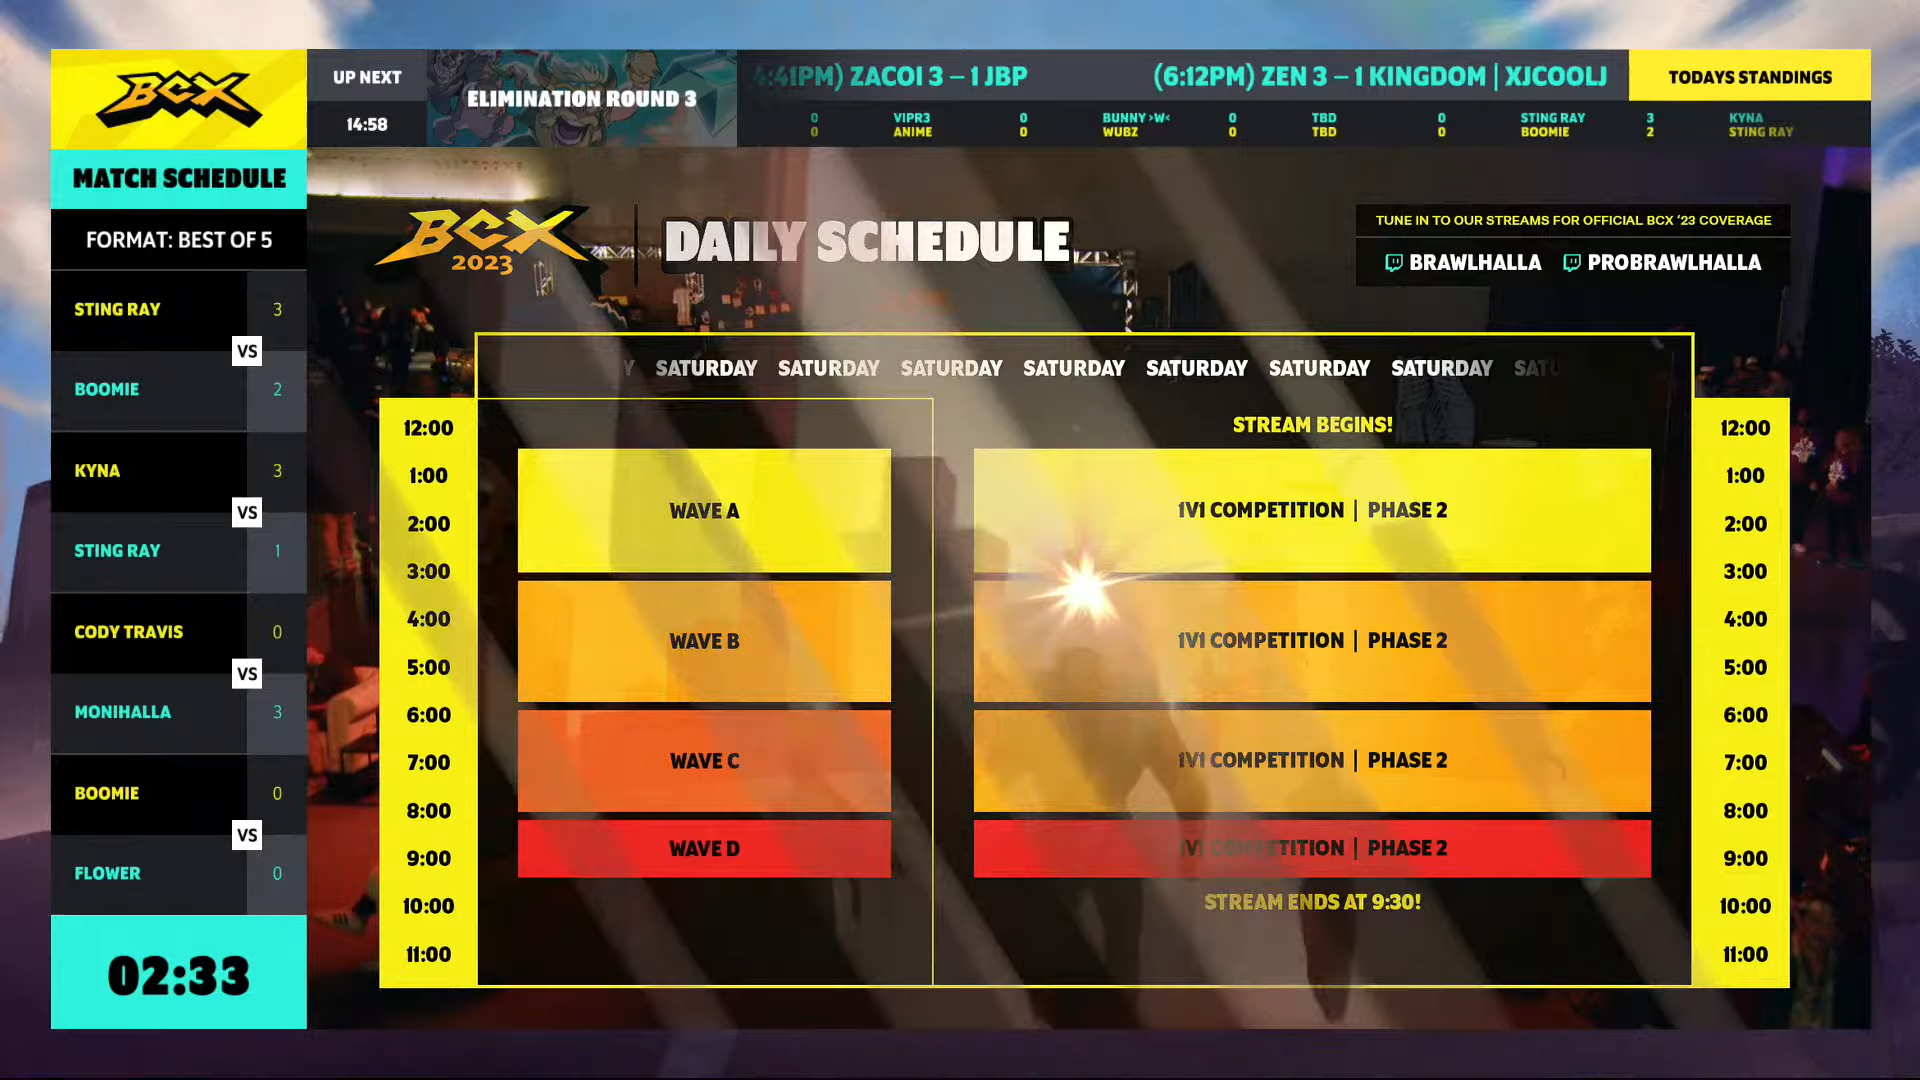 BCX
UP NEXT
14:58
ELIMINATION ROUND 3
4:41PM) ZACOI 3 – 1 JBP
(6:12PM) ZEN 3 – 1 KINGDOM | XJCOOLJ
TODAYS STANDINGS
0 VIPR3 0 BUNNY >W< 0 TBD 0 STING RAY 3 KYNA
0 ANIME 0 WUBZ 0 TBD 0 BOOMIE 2 STING RAY
MATCH SCHEDULE
FORMAT: BEST OF 5
STING RAY 3
VS
BOOMIE 2
KYNA 3
VS
STING RAY 1
CODY TRAVIS 0
VS
MONIHALLA 3
BOOMIE 0
VS
FLOWER 0
02:33
BCX
2023
DAILY SCHEDULE
TUNE IN TO OUR STREAMS FOR OFFICIAL BCX '23 COVERAGE
BRAWLHALLA PROBRAWLHALLA
Y SATURDAY SATURDAY SATURDAY SATURDAY SATURDAY SATURDAY SATURDAY SATU
12:00
1:00
2:00
3:00
4:00
5:00
6:00
7:00
8:00
9:00
10:00
11:00
WAVE A
WAVE B
WAVE C
WAVE D
STREAM BEGINS!
1V1 COMPETITION | PHASE 2
1V1 COMPETITION | PHASE 2
1V1 COMPETITION | PHASE 2
1V1 COMPETITION | PHASE 2
STREAM ENDS AT 9:30!
12:00
1:00
2:00
3:00
4:00
5:00
6:00
7:00
8:00
9:00
10:00
11:00